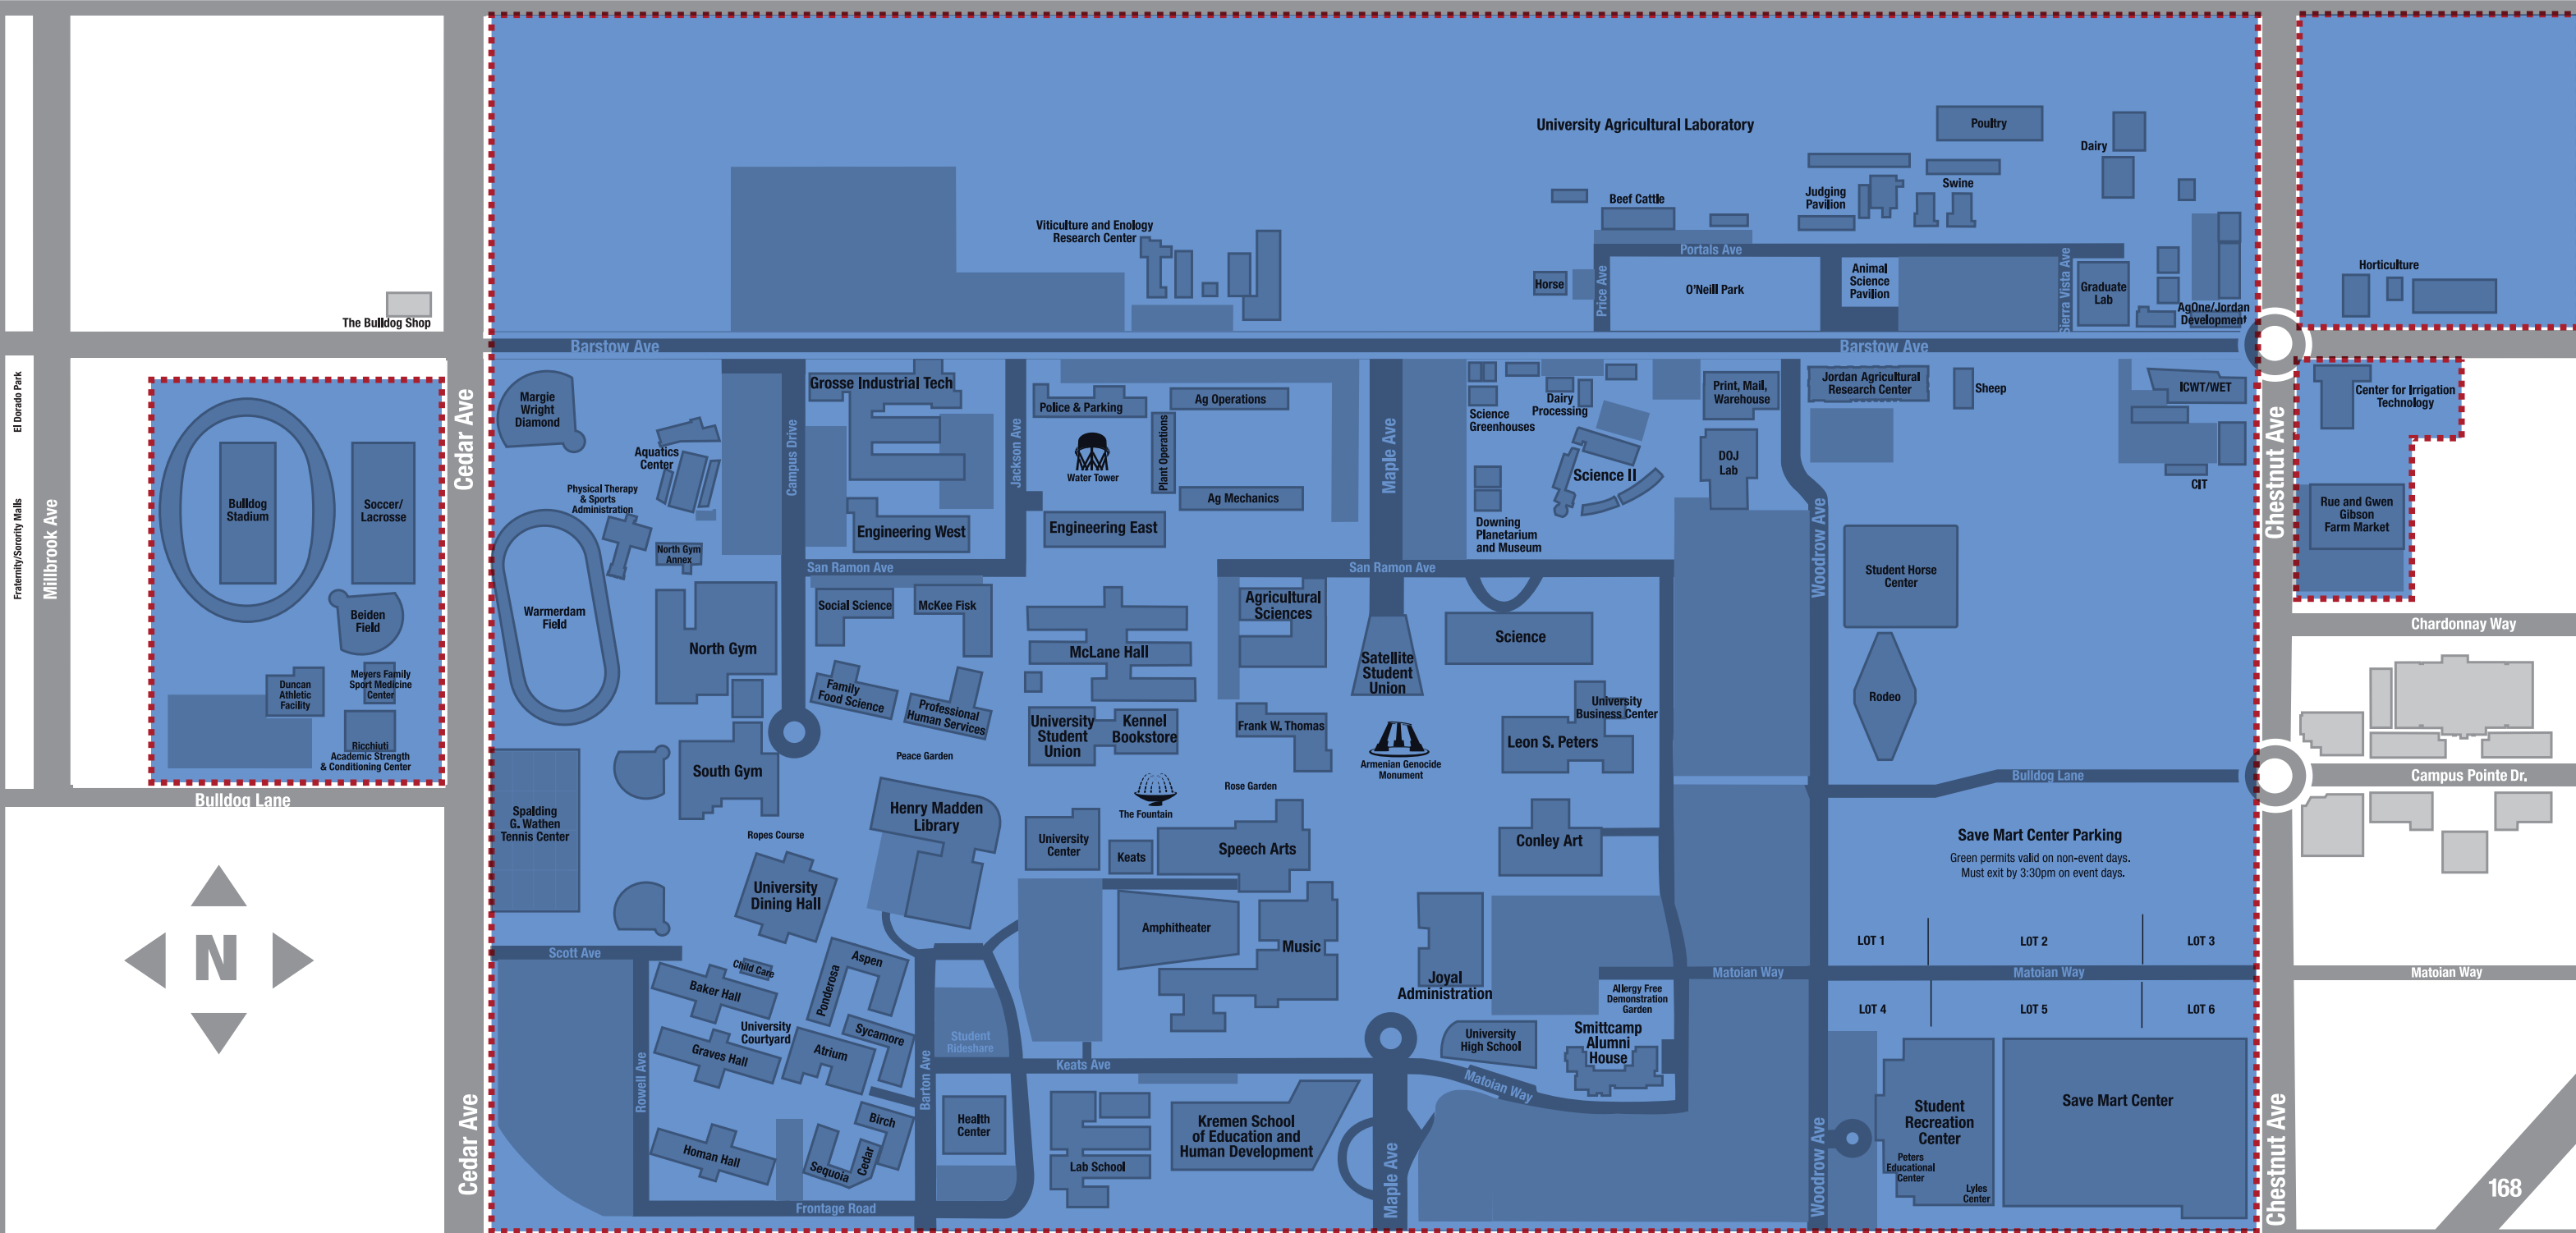 University Agricultural Laboratory
Poultry
Dairy
Judging
Pavilion
Swine
Beef Cattle
Viticulture and Enology
Research Center
Portals Ave
Horse
Price Ave
O'Neill Park
Animal
Science
Pavilion
Sierra Vista Ave
Graduate
Lab
AgOne/Jordan
Development
Horticulture
The Bulldog Shop
Barstow Ave
Barstow Ave
El Dorado Park
Fraternity/Sorority Malls
Millbrook Ave
Cedar Ave
Bulldog
Stadium
Soccer/
Lacrosse
Beiden
Field
Duncan
Athletic
Facility
Meyers Family
Sport Medicine
Center
Ricchiuti
Academic Strength
& Conditioning Center
Bulldog Lane
N
Margie
Wright
Diamond
Aquatics
Center
Physical Therapy
& Sports
Administration
North Gym
Annex
Warmerdam
Field
North Gym
South Gym
Spalding
G. Wathen
Tennis Center
Ropes Course
University
Dining Hall
Campus Drive
Grosse Industrial Tech
Engineering West
San Ramon Ave
Jackson Ave
Police & Parking
Ag Operations
Plant Operations
Water Tower
Ag Mechanics
Engineering East
Maple Ave
Science
Greenhouses
Dairy
Processing
Science II
Downing
Planetarium
and Museum
Print, Mail,
Warehouse
DOJ
Lab
Jordan Agricultural
Research Center
Sheep
ICWT/WET
CIT
Chestnut Ave
Center for Irrigation
Technology
Rue and Gwen
Gibson
Farm Market
Woodrow Ave
Student Horse
Center
Rodeo
Chardonnay Way
Campus Pointe Dr.
Bulldog Lane
Social Science
McKee Fisk
Family
Food Science
Professional
Human Services
Peace Garden
McLane Hall
University
Student
Union
Kennel
Bookstore
San Ramon Ave
Agricultural
Sciences
Satellite
Student
Union
Science
University
Business Center
Leon S. Peters
Frank W. Thomas
Armenian Genocide
Monument
Rose Garden
The Fountain
Henry Madden
Library
University
Center
Keats
Speech Arts
Conley Art
Save Mart Center Parking
Green permits valid on non-event days.
Must exit by 3:30pm on event days.
LOT 1
LOT 2
LOT 3
Matoian Way
Matoian Way
Matoian Way
LOT 4
LOT 5
LOT 6
Amphitheater
Music
Joyal
Administration
Allergy Free
Demonstration
Garden
Smittcamp
Alumni
House
University
High School
Matoian Way
Scott Ave
Child Care
Baker Hall
Ponderosa
Aspen
University
Courtyard
Sycamore
Graves Hall
Atrium
Rowell Ave
Barton Ave
Student
Rideshare
Keats Ave
Homan Hall
Birch
Sequoia
Cedar
Health
Center
Lab School
Kremen School
of Education and
Human Development
Frontage Road
Cedar Ave
Maple Ave
Woodrow Ave
Student
Recreation
Center
Peters
Educational
Center
Lyles
Center
Save Mart Center
Chestnut Ave
168